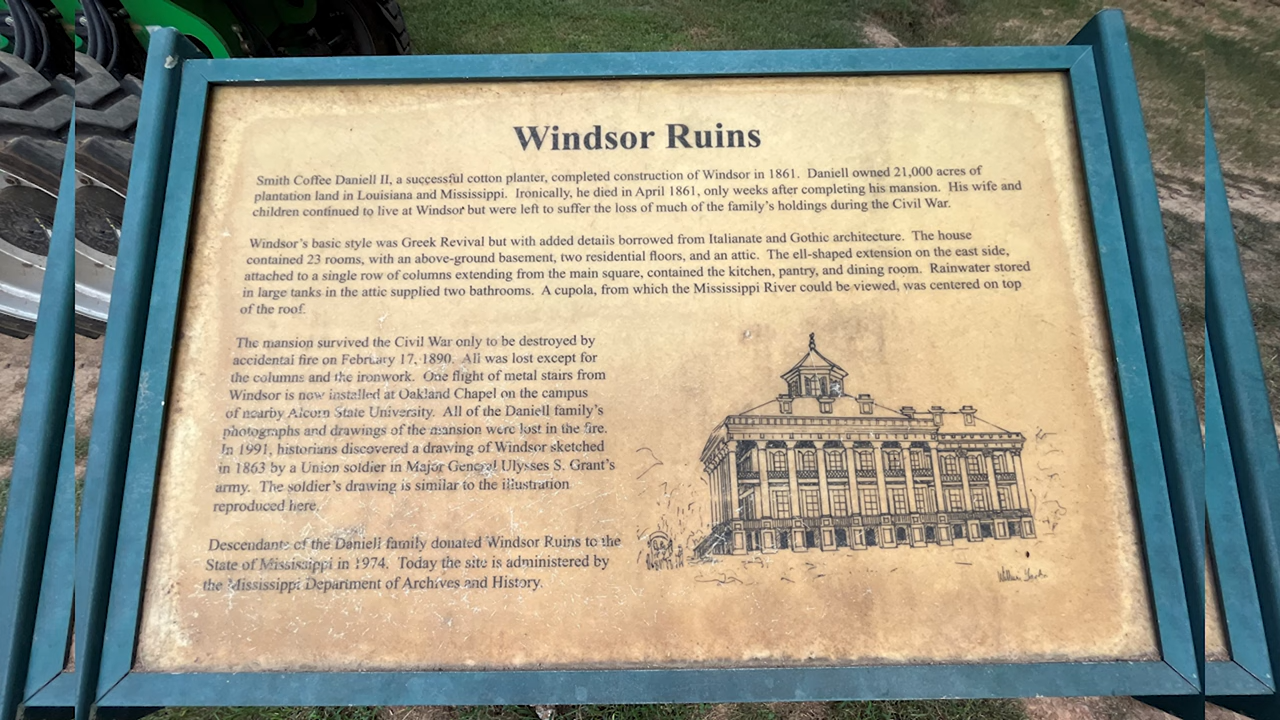 Windsor Ruins
Smith Coffee Daniell II, a successful cotton planter, completed construction of Windsor in 1861. Daniell owned 21,000 acres of
plantation land in Louisiana and Mississippi. Ironically, he died in April 1861, only weeks after completing his mansion. His wife and
children continued to live at Windsor but were left to suffer the loss of much of the family's holdings during the Civil War.
Windsor's basic style was Greek Revival but with added details borrowed from Italianate and Gothic architecture. The house
contained 23 rooms, with an above-ground basement, two residential floors, and an attic. The ell-shaped extension on the east side,
attached to a single row of columns extending from the main square, contained the kitchen, pantry, and dining room. Rainwater stored
in large tanks in the attic supplied two bathrooms. A cupola, from which the Mississippi River could be viewed, was centered on top
of the roof.
The mansion survived the Civil War only to be destroyed by
accidental fire on February 17, 1890. All was lost except for
the columns and the ironwork. One flight of metal stairs from
Windsor is now installed at Oakland Chapel on the campus
of nearby Alcorn State University. All of the Daniell family's
photographs and drawings of the mansion were lost in the fire.
In 1991, historians discovered a drawing of Windsor sketched
in 1863 by a Union soldier in Major General Ulysses S. Grant's
army. The soldier's drawing is similar to the illustration
reproduced here.
Descendants of the Daniell family donated Windsor Ruins to the
State of Mississippi in 1974. Today the site is administered by
the Mississippi Department of Archives and History.